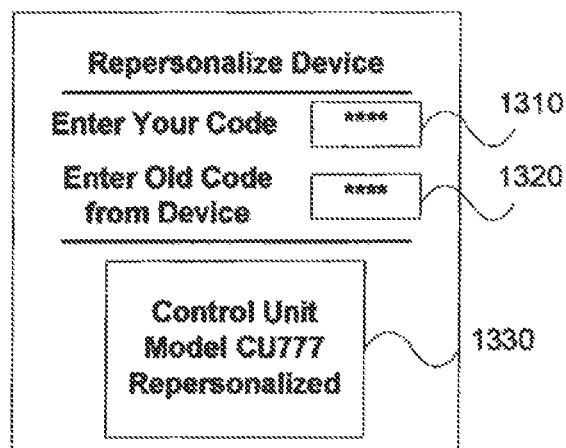 Repersonalize Device
Enter Your Code **** 1310
Enter Old Code
from Device **** 1320
Control Unit
Model CU777
Repersonalized
1330